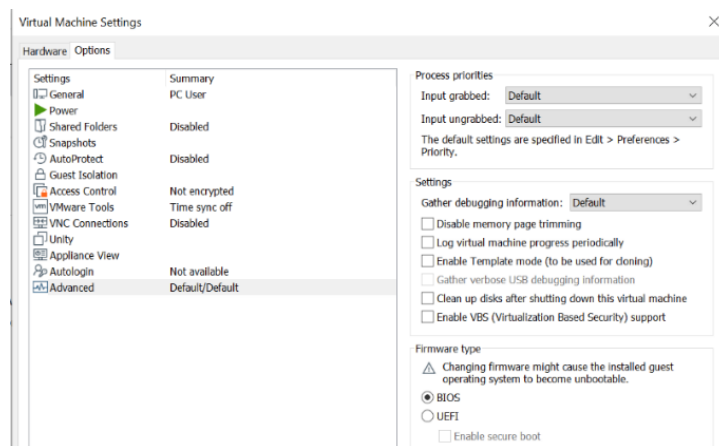 Virtual Machine Settings
Hardware Options
Settings Summary
General PC User
Power
Shared Folders Disabled
Snapshots
AutoProtect Disabled
Guest Isolation
Access Control Not encrypted
vm VMware Tools Time sync off
VNC Connections Disabled
Unity
Appliance View
Autologin Not available
Advanced Default/Default
Process priorities
Input grabbed: Default
Input ungrabbed: Default
The default settings are specified in Edit > Preferences >
Priority.
Settings
Gather debugging information: Default
Disable memory page trimming
Log virtual machine progress periodically
Enable Template mode (to be used for cloning)
Gather verbose USB debugging information
Clean up disks after shutting down this virtual machine
Enable VBS (Virtualization Based Security) support
Firmware type
Changing firmware might cause the installed guest
operating system to become unbootable.
BIOS
UEFI
Enable secure boot